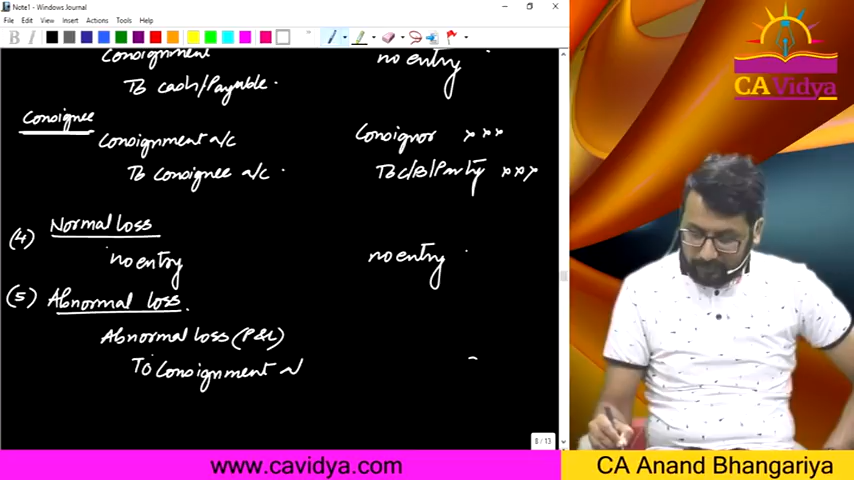 Note1 - Windows Journal
File Edit View Insert Actions Tools Help
B I
Consignment no entry
To cash/Payable.
Consignee
Consignment a/c Consignor xxx
To Consignee a/c. To C/B/Party xxx
(4) Normal loss
no entry no entry
(5) Abnormal loss.
Abnormal loss (P&L)
To Consignment
8 / 13
CA Vidya
www.cavidya.com
CA Anand Bhangariya